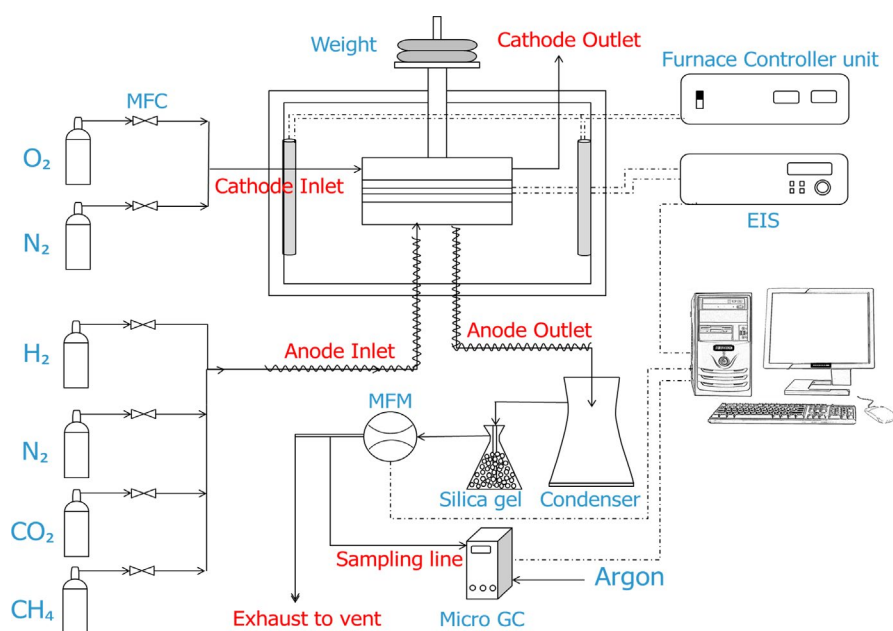 Weight
Cathode Outlet
Furnace Controller unit
MFC
O₂
Cathode Inlet
N₂
EIS
H₂
Anode Inlet
Anode Outlet
MFM
N₂
Silica gel
Condenser
CO₂
Sampling line
Argon
CH₄
Exhaust to vent
Micro GC